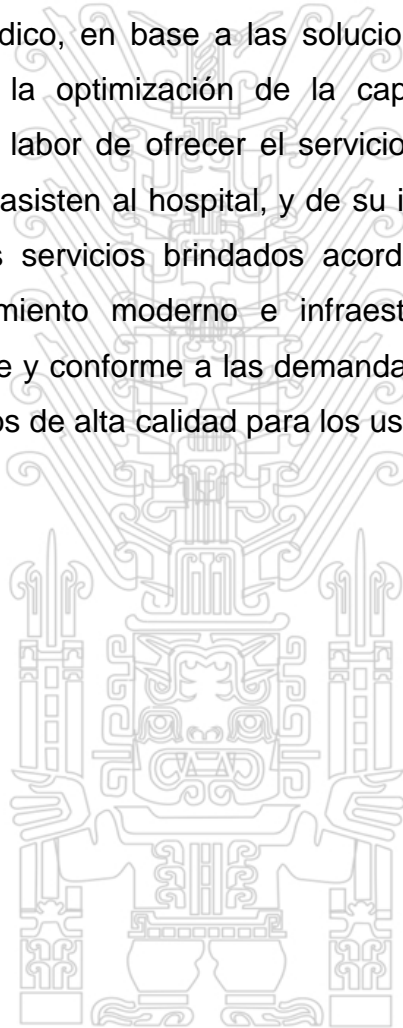 dico, en base a las solucio
la optimización de la cap
labor de ofrecer el servicio
asisten al hospital, y de su i
s servicios brindados acord
miento moderno e infraest
e y conforme a las demanda
os de alta calidad para los us